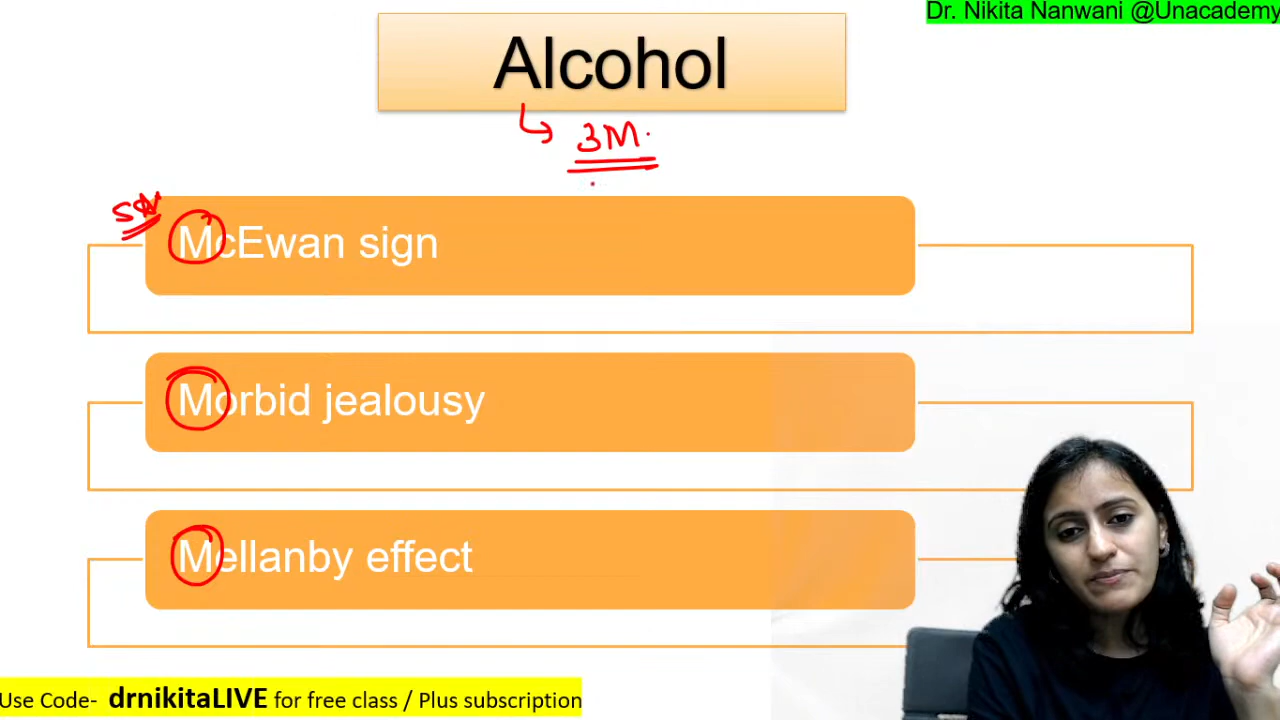 Dr. Nikita Nanwani @Unacademy
Alcohol
3M
McEwan sign
Morbid jealousy
Mellanby effect
Use Code- drnikitaLIVE for free class / Plus subscription